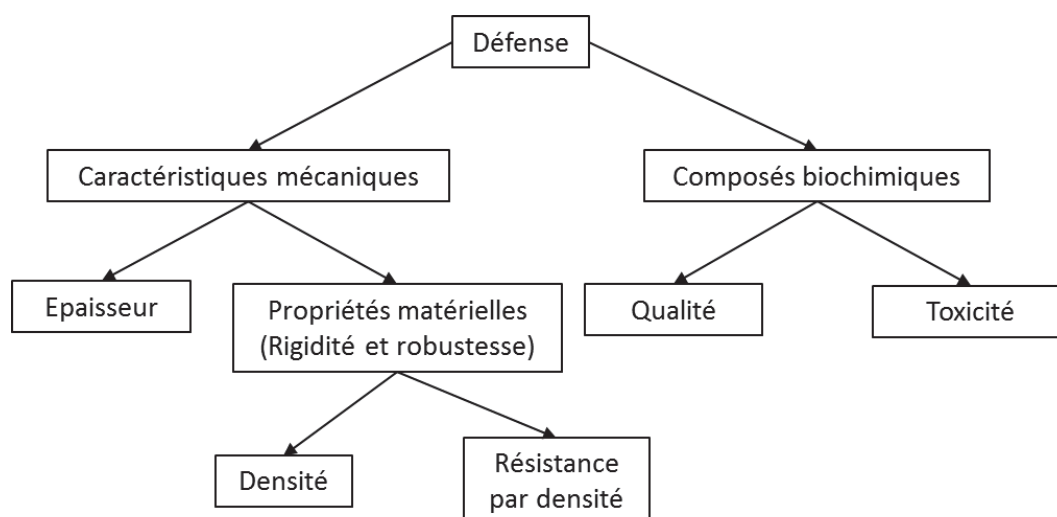 Défense
Caractéristiques mécaniques
Composés biochimiques
Epaisseur
Propriétés matérielles
(Rigidité et robustesse)
Qualité
Toxicité
Densité
Résistance
par densité